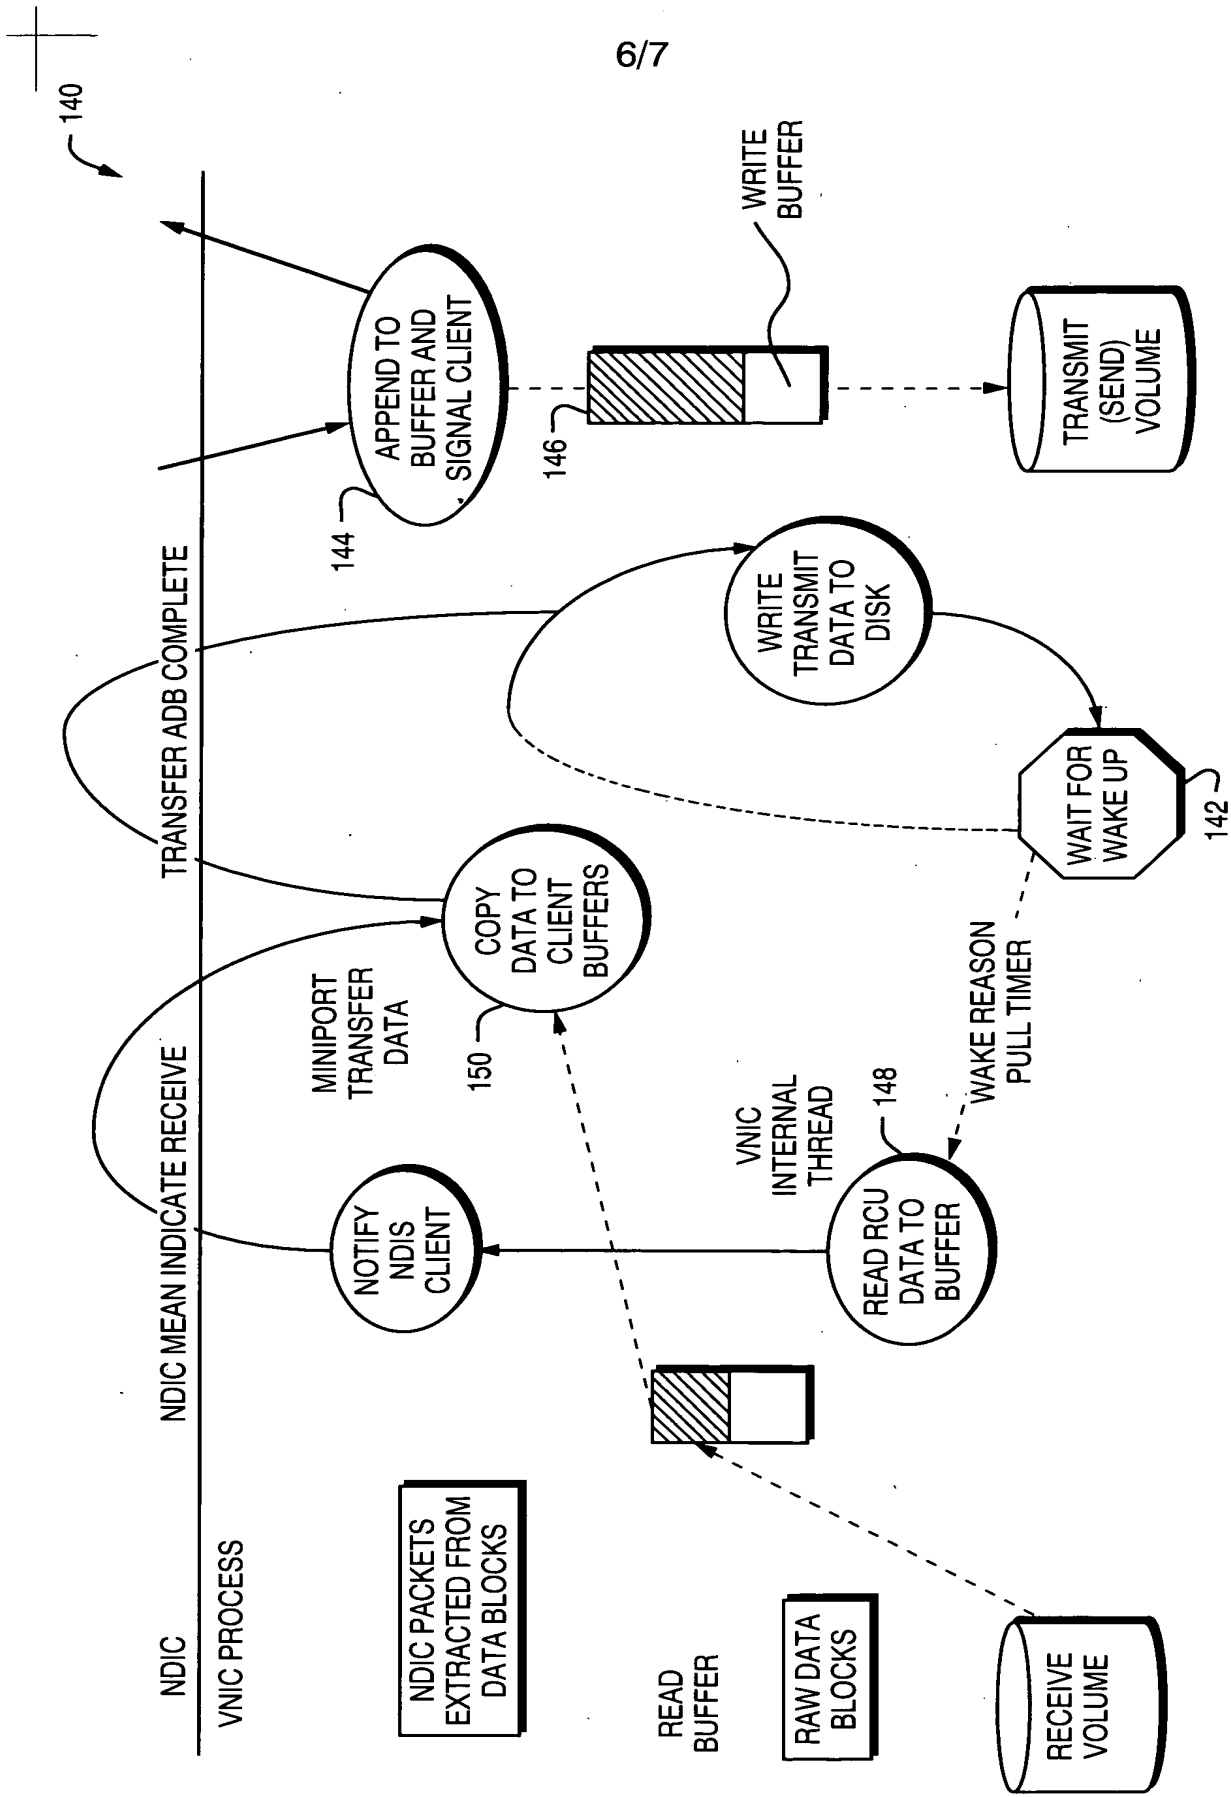 6/7
140
NDIC
NDIC MEAN INDICATE RECEIVE
TRANSFER ADB COMPLETE
VNIC PROCESS
NDIC PACKETS
EXTRACTED FROM
DATA BLOCKS
NOTIFY
NDIS
CLIENT
MINIPORT
TRANSFER
DATA
150
COPY
DATA TO
CLIENT
BUFFERS
144
APPEND TO
BUFFER AND
SIGNAL CLIENT
146
WRITE
BUFFER
READ
BUFFER
VNIC
INTERNAL
THREAD
148
READ RCU
DATA TO
BUFFER
WRITE
TRANSMIT
DATA TO
DISK
RAW DATA
BLOCKS
WAKE REASON
PULL TIMER
WAIT FOR
WAKE UP
142
RECEIVE
VOLUME
TRANSMIT
(SEND)
VOLUME